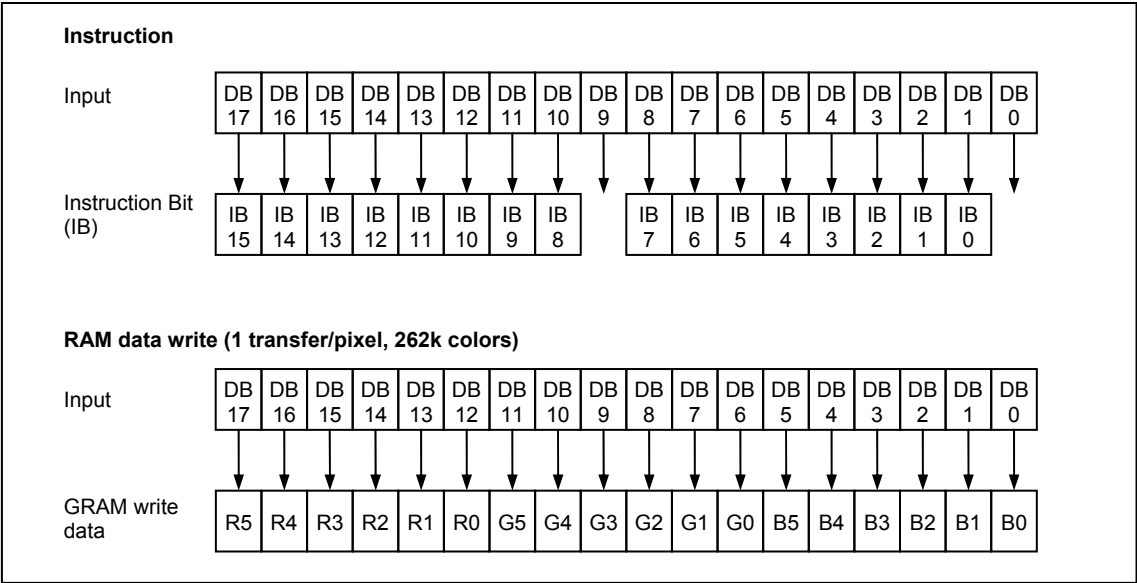 Instruction
Input DB 17 DB 16 DB 15 DB 14 DB 13 DB 12 DB 11 DB 10 DB 9 DB 8 DB 7 DB 6 DB 5 DB 4 DB 3 DB 2 DB 1 DB 0
Instruction Bit (IB) IB 15 IB 14 IB 13 IB 12 IB 11 IB 10 IB 9 IB 8 IB 7 IB 6 IB 5 IB 4 IB 3 IB 2 IB 1 IB 0
RAM data write (1 transfer/pixel, 262k colors)
Input DB 17 DB 16 DB 15 DB 14 DB 13 DB 12 DB 11 DB 10 DB 9 DB 8 DB 7 DB 6 DB 5 DB 4 DB 3 DB 2 DB 1 DB 0
GRAM write data R5 R4 R3 R2 R1 R0 G5 G4 G3 G2 G1 G0 B5 B4 B3 B2 B1 B0